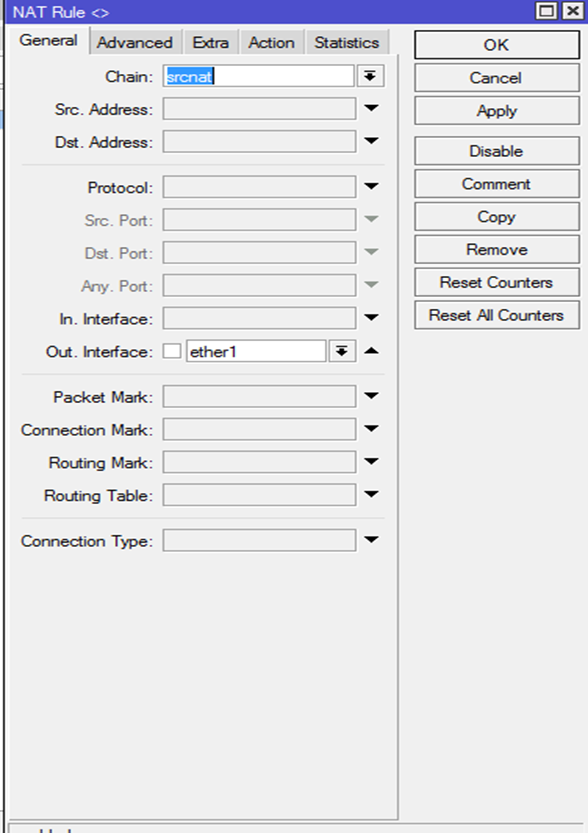 NAT Rule <>
General Advanced Extra Action Statistics
Chain: srcnat
Src. Address:
Dst. Address:
Protocol:
Src. Port:
Dst. Port:
Any. Port:
In. Interface:
Out. Interface: ether1
Packet Mark:
Connection Mark:
Routing Mark:
Routing Table:
Connection Type:
OK
Cancel
Apply
Disable
Comment
Copy
Remove
Reset Counters
Reset All Counters